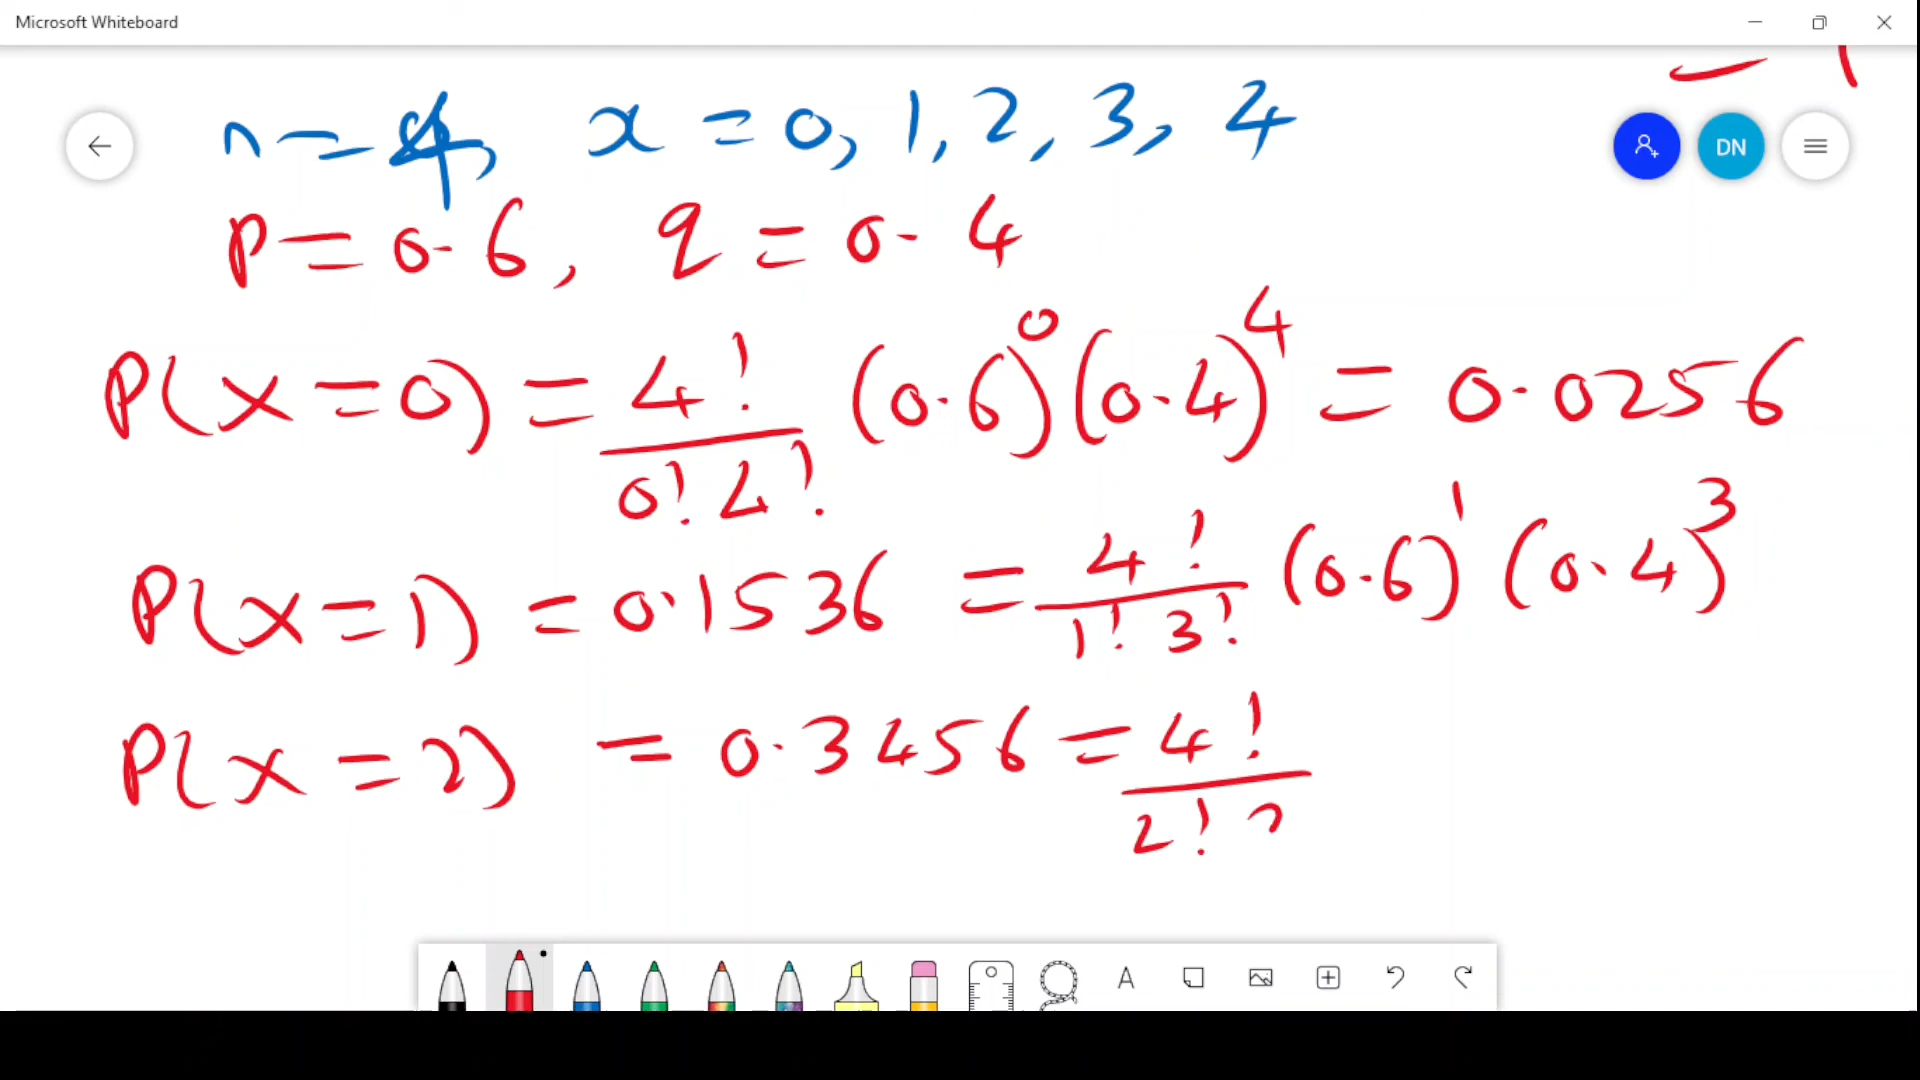 Microsoft Whiteboard
n = 4, x = 0, 1, 2, 3, 4
DN
p = 0.6, q = 0.4
P(X = 0) = 4! / 0! 4! (0.6)^0 (0.4)^4 = 0.0256
P(X = 1) = 0.1536 = 4! / 1! 3! (0.6)^1 (0.4)^3
P(X = 2) = 0.3456 = 4! / 2! 2